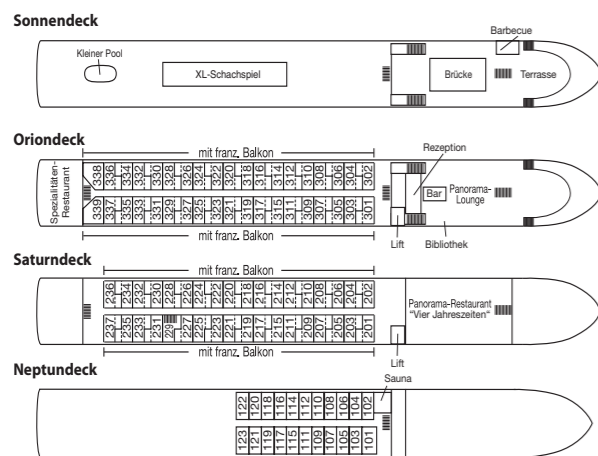 Sonnendeck
Barbecue
Kleiner Pool
XL-Schachspiel
Brücke
Terrasse
Oriondeck
mit franz. Balkon
Rezeption
Spezialitäten-
Restaurant
338 336 334 332 330 328 326 324 322 320 318 316 314 312 310 308 306 304 302
339 337 335 333 331 329 327 325 323 321 319 317 315 311 309 307 305 303 301
Bar
Panorama-
Lounge
mit franz. Balkon
Lift
Bibliothek
Saturndeck
mit franz. Balkon
236 234 232 230 228 226 224 222 220 218 216 214 212 210 208 206 204 202
237 235 233 231 229 227 225 223 221 219 217 215 211 209 207 205 203 201
Panorama-Restaurant
"Vier Jahreszeiten"
mit franz. Balkon
Lift
Neptundeck
Sauna
122 120 118 116 114 112 110 108 106 104 102
123 121 119 117 115 111 109 107 105 103 101